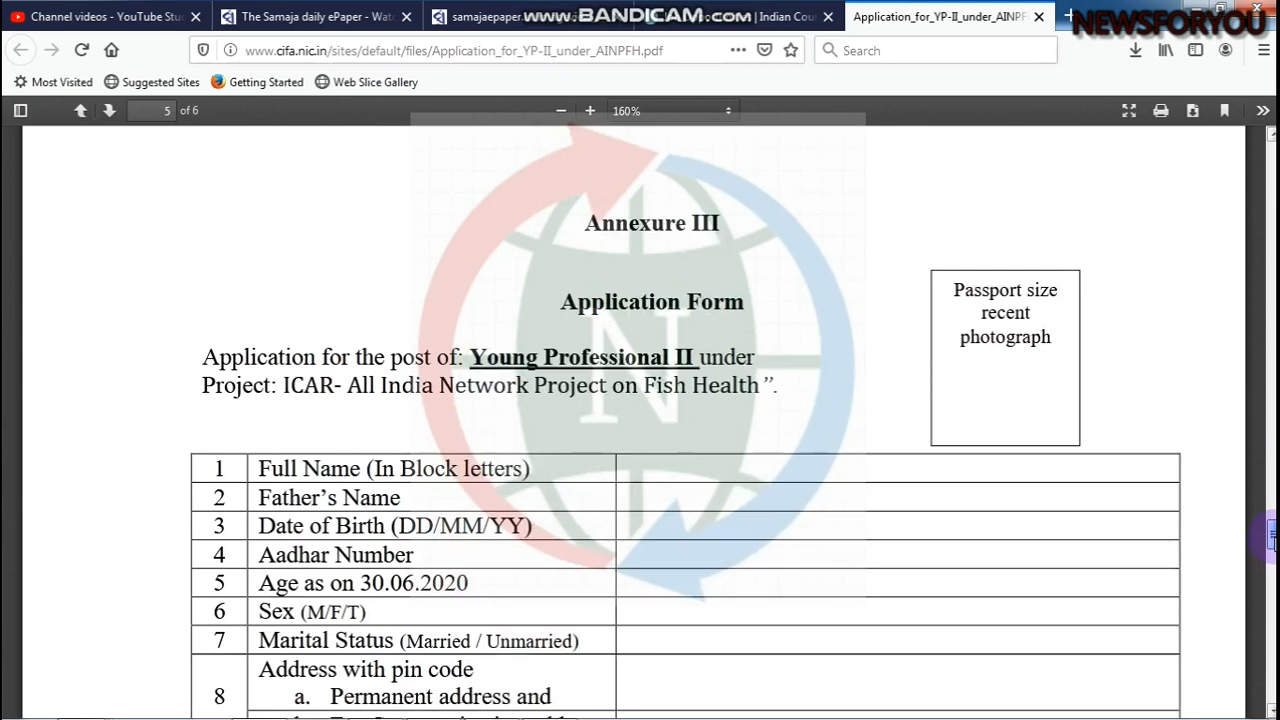 Channel videos - YouTube Stu
The Samaja daily ePaper - Wat
samajaepaper.
| Indian Cour
Application_for_YP-II_under_AINPF
www.BANDICAM.com
NEWSFORYOU
www.cifa.nic.in/sites/default/files/Application_for_YP-II_under_AINPFH.pdf
Search
Most Visited
Suggested Sites
Getting Started
Web Slice Gallery
5 of 6
160%
Annexure III
Application Form
Passport size
recent
photograph
Application for the post of: Young Professional II under
Project: ICAR- All India Network Project on Fish Health ”.
N
1 Full Name (In Block letters)
2 Father’s Name
3 Date of Birth (DD/MM/YY)
4 Aadhar Number
5 Age as on 30.06.2020
6 Sex (M/F/T)
7 Marital Status (Married / Unmarried)
8 Address with pin code
a. Permanent address and